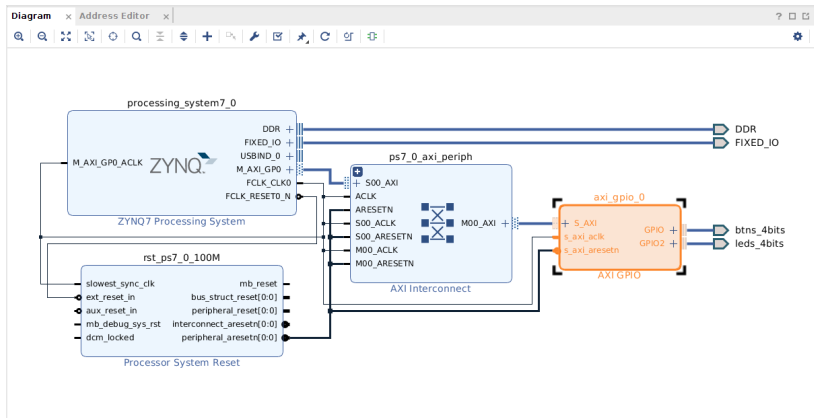 Diagram × Address Editor ×
processing_system7_0
M_AXI_GP0_ACLK
ZYNQ
DDR
FIXED_IO
USBIND_0
M_AXI_GP0
FCLK_CLK0
FCLK_RESET0_N
ZYNQ7 Processing System
rst_ps7_0_100M
slowest_sync_clk
ext_reset_in
aux_reset_in
mb_debug_sys_rst
dcm_locked
mb_reset
bus_struct_reset[0:0]
peripheral_reset[0:0]
interconnect_aresetn[0:0]
peripheral_aresetn[0:0]
Processor System Reset
ps7_0_axi_periph
S00_AXI
ACLK
ARESETN
S00_ACLK
S00_ARESETN
M00_ACLK
M00_ARESETN
M00_AXI
AXI Interconnect
axi_gpio_0
S_AXI
s_axi_aclk
s_axi_aresetn
GPIO
GPIO2
AXI GPIO
DDR
FIXED_IO
btns_4bits
leds_4bits